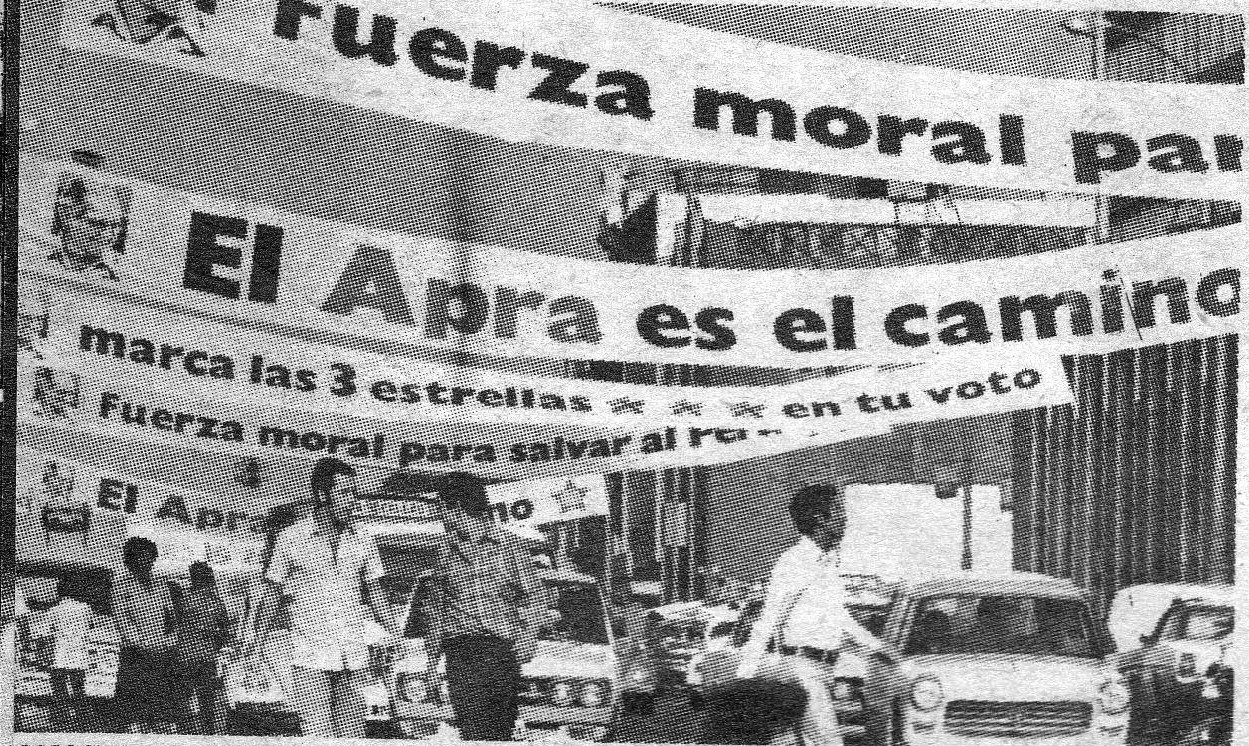 Fuerza moral par
El Apra es el camino
marca las 3 estrellas ★ ★ ★ en tu voto
Fuerza moral para salvar al
El Apra no